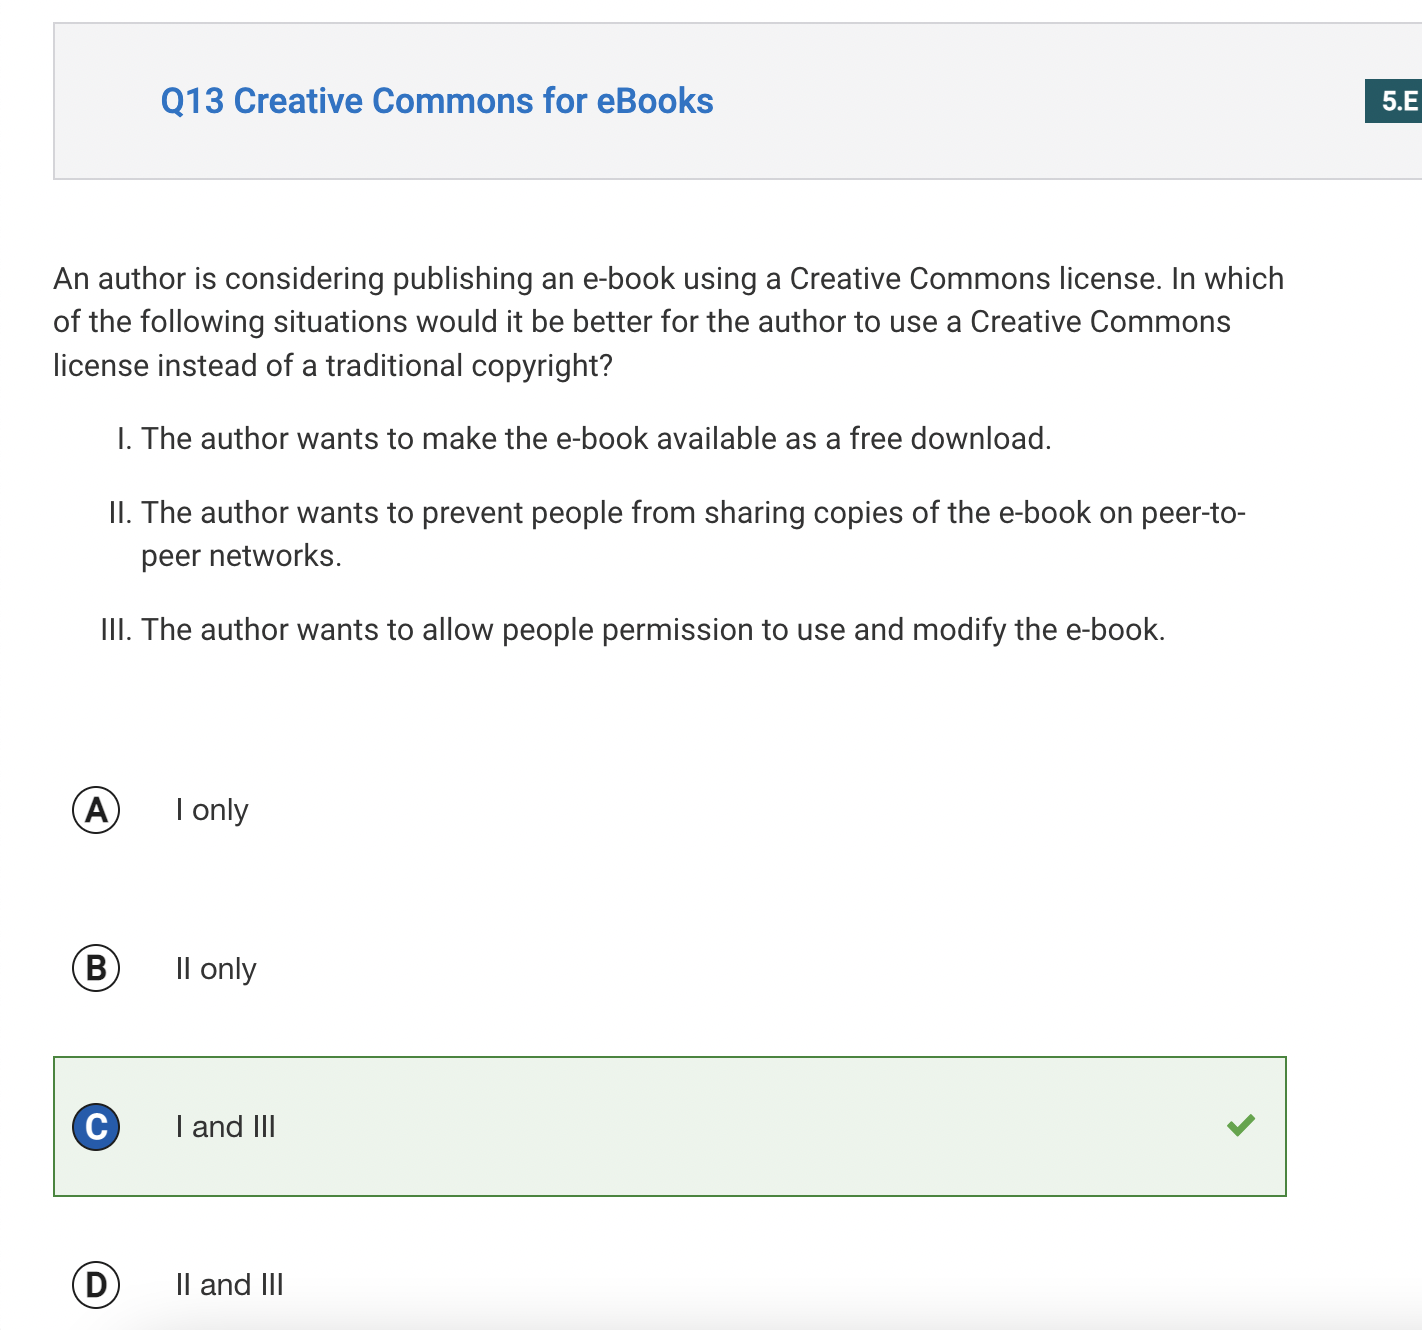 Q13 Creative Commons for eBooks
5.E
An author is considering publishing an e-book using a Creative Commons license. In which
of the following situations would it be better for the author to use a Creative Commons
license instead of a traditional copyright?
I. The author wants to make the e-book available as a free download.
II. The author wants to prevent people from sharing copies of the e-book on peer-to-
peer networks.
III. The author wants to allow people permission to use and modify the e-book.
A I only
B II only
C I and III
D II and III